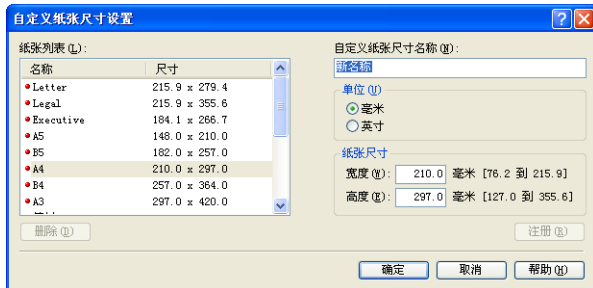 自定义纸张尺寸设置
纸张列表(L):
名称 尺寸
Letter 215.9 x 279.4
Legal 215.9 x 355.6
Executive 184.1 x 266.7
A5 148.0 x 210.0
B5 182.0 x 257.0
A4 210.0 x 297.0
B4 257.0 x 364.0
A3 297.0 x 420.0
删除(D)
自定义纸张尺寸名称(N):
新名称
单位(U)
毫米
英寸
纸张尺寸
宽度(W): 210.0 毫米 [76.2 到 215.9]
高度(E): 297.0 毫米 [127.0 到 355.6]
注册(R)
确定 取消 帮助(H)